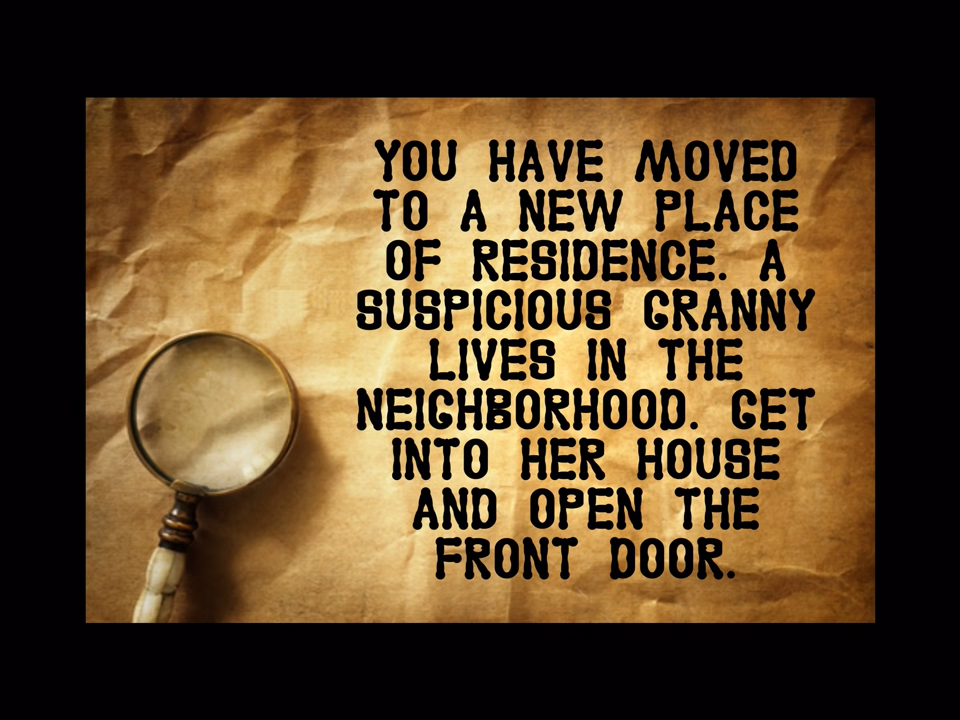 YOU HAVE MOVED
TO A NEW PLACE
OF RESIDENCE. A
SUSPICIOUS GRANNY
LIVES IN THE
NEIGHBORHOOD. GET
INTO HER HOUSE
AND OPEN THE
FRONT DOOR.